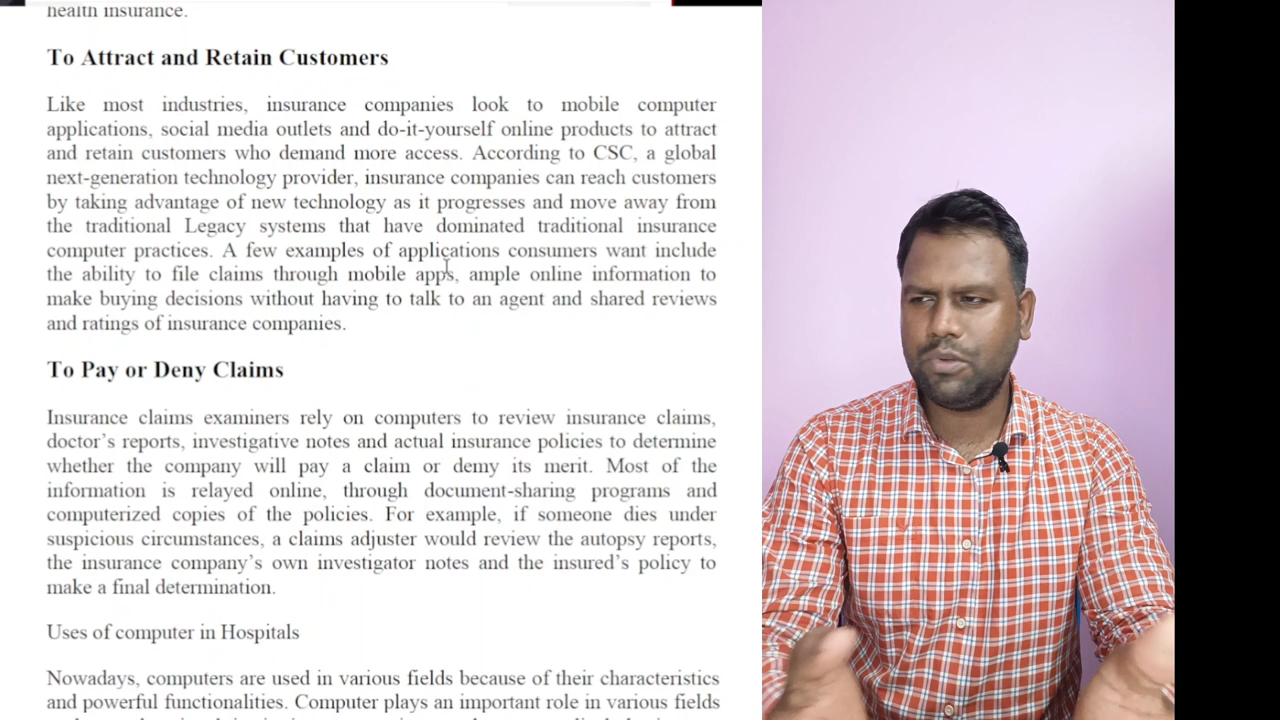 health insurance.
To Attract and Retain Customers
Like most industries, insurance companies look to mobile computer
applications, social media outlets and do-it-yourself online products to attract
and retain customers who demand more access. According to CSC, a global
next-generation technology provider, insurance companies can reach customers
by taking advantage of new technology as it progresses and move away from
the traditional Legacy systems that have dominated traditional insurance
computer practices. A few examples of applications consumers want include
the ability to file claims through mobile apps, ample online information to
make buying decisions without having to talk to an agent and shared reviews
and ratings of insurance companies.
To Pay or Deny Claims
Insurance claims examiners rely on computers to review insurance claims,
doctor's reports, investigative notes and actual insurance policies to determine
whether the company will pay a claim or demy its merit. Most of the
information is relayed online, through document-sharing programs and
computerized copies of the policies. For example, if someone dies under
suspicious circumstances, a claims adjuster would review the autopsy reports,
the insurance company's own investigator notes and the insured's policy to
make a final determination.
Uses of computer in Hospitals
Nowadays, computers are used in various fields because of their characteristics
and powerful functionalities. Computer plays an important role in various fields